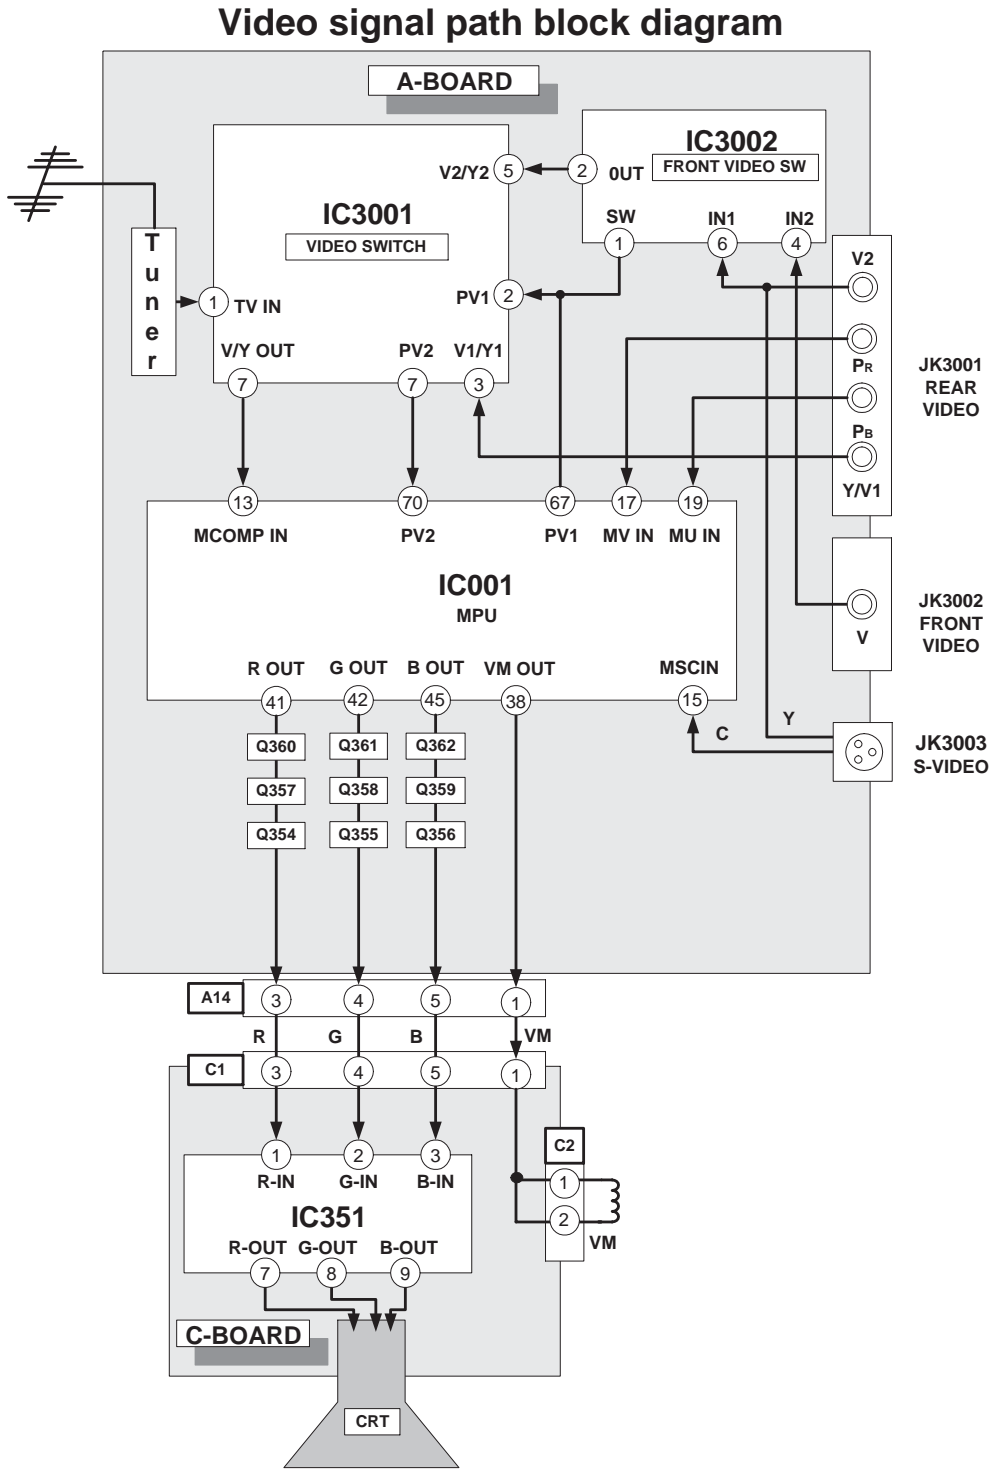 Video signal path block diagram
A-BOARD
IC3002
FRONT VIDEO SW
V2/Y2 5
2 0UT
IC3001
VIDEO SWITCH
SW IN1 IN2
1 6 4
Tuner
V2
1 TV IN
PV1 2
V/Y OUT PV2 V1/Y1
7 7 3
PR
JK3001
REAR
VIDEO
PB
Y/V1
13 70 67 17 19
MCOMP IN PV2 PV1 MV IN MU IN
IC001
MPU
V
JK3002
FRONT
VIDEO
R OUT G OUT B OUT VM OUT MSCIN
41 42 45 38 15
C
Y
JK3003
S-VIDEO
Q360 Q361 Q362
Q357 Q358 Q359
Q354 Q355 Q356
A14 3 4 5 1
R G B VM
C1 3 4 5 1
C2
1
2
VM
1 2 3
R-IN G-IN B-IN
IC351
R-OUT G-OUT B-OUT
7 8 9
C-BOARD
CRT